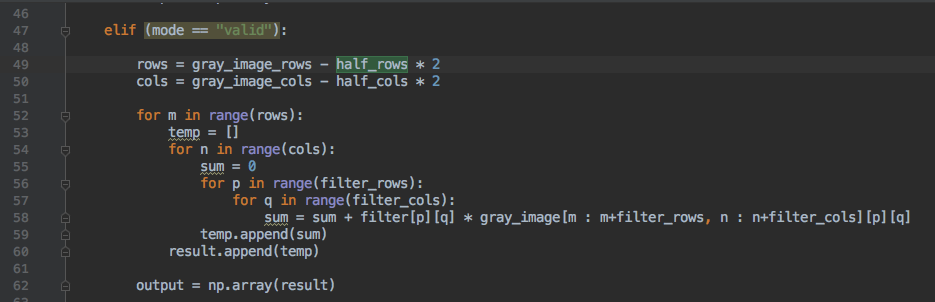 46
47 elif (mode == "valid"):
48
49 rows = gray_image_rows - half_rows * 2
50 cols = gray_image_cols - half_cols * 2
51
52 for m in range(rows):
53 temp = []
54 for n in range(cols):
55 sum = 0
56 for p in range(filter_rows):
57 for q in range(filter_cols):
58 sum = sum + filter[p][q] * gray_image[m : m+filter_rows, n : n+filter_cols][p][q]
59 temp.append(sum)
60 result.append(temp)
61
62 output = np.array(result)